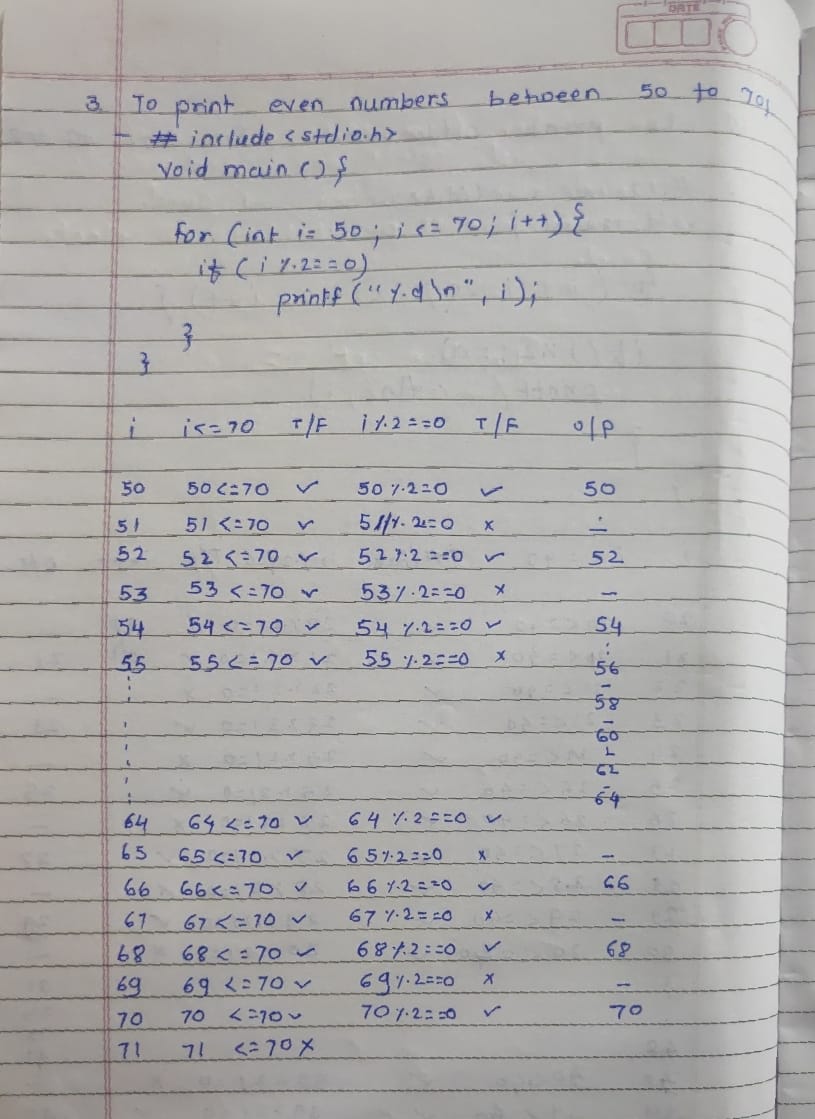 DATE
3. To print even numbers between 50 to 70
# include <stdio.h>
void main () {
for (int i= 50 ; i <= 70; i++) {
if ( i %2==0)
printf ("%d\n", i);
}
}
i i<=70 T/F i%2==0 T/F o/p
50 50<=70 ✓ 50 %2=0 ✓ 50
51 51 <=70 ✓ 51%2=0 x -
52 52 <=70 ✓ 52%2==0 ✓ 52
53 53 <=70 ✓ 53%2==0 x -
54 54 <=70 ✓ 54 %2==0 ✓ 54
55 55 <=70 ✓ 55 %2==0 x
56
-
58
-
60
-
62
-
64
64 64 <=70 ✓ 64 %2==0 ✓
65 65 <=70 ✓ 65%2==0 x -
66 66<=70 ✓ 66 %2==0 ✓ 66
67 67 <=70 ✓ 67 %2==0 x -
68 68 <=70 ✓ 68%2==0 ✓ 68
69 69 <=70 ✓ 69%2==0 x -
70 70 <=70 ✓ 70%2==0 ✓ 70
71 71 <=70 x